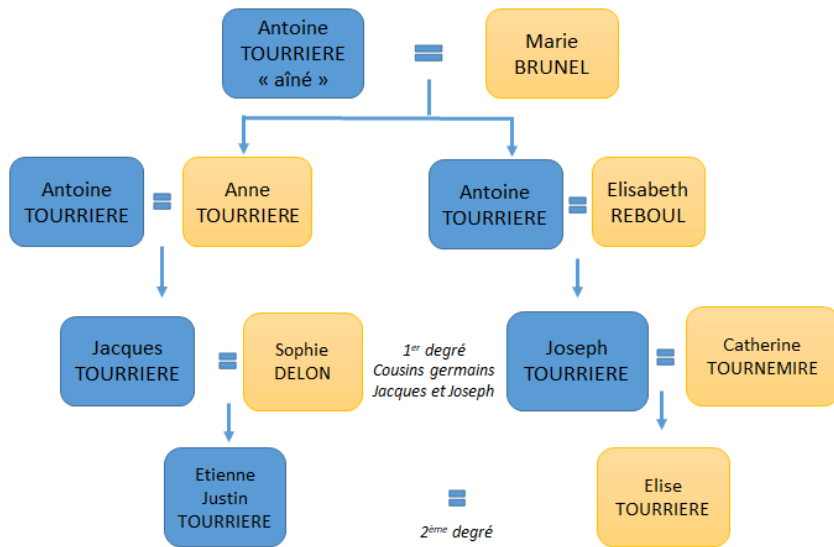 Antoine
TOURRIERE
« aîné »
Marie
BRUNEL
Antoine
TOURRIERE
Anne
TOURRIERE
Antoine
TOURRIERE
Elisabeth
REBOUL
Jacques
TOURRIERE
Sophie
DELON
1er degré
Cousins germains
Jacques et Joseph
Joseph
TOURRIERE
Catherine
TOURNEMIRE
Etienne
Justin
TOURRIERE
2ème degré
Elise
TOURRIERE